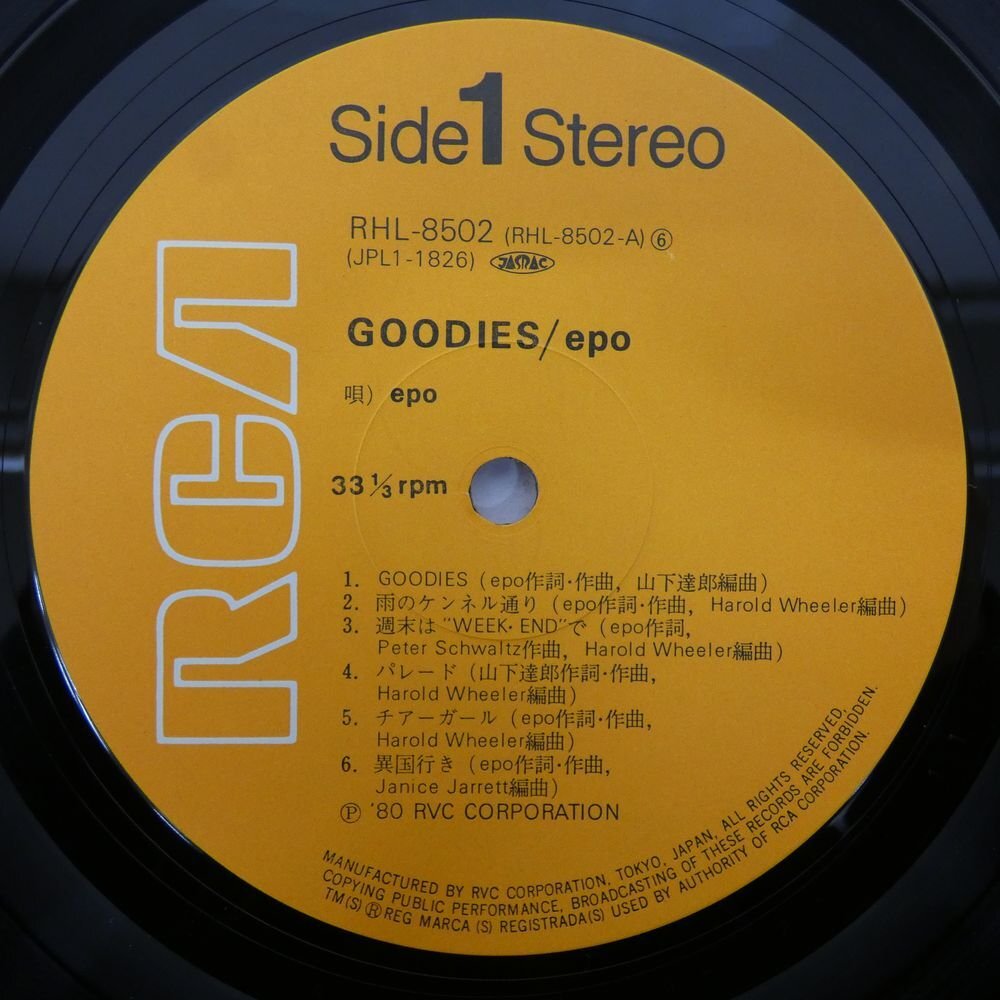 Side 1 Stereo
RHL-8502 (RHL-8502-A) ⑥
(JPL1-1826) JASRAC
GOODIES/epo
唄) epo
33⅓ rpm
RCA
1. GOODIES (epo作詞·作曲, 山下達郎編曲)
2. 雨のケンネル通り (epo作詞·作曲, Harold Wheeler編曲)
3. 週末は"WEEK·END"で (epo作詞,
Peter Schwaltz作曲, Harold Wheeler編曲)
4. パレード (山下達郎作詞·作曲,
Harold Wheeler編曲)
5. チアーガール (epo作詞·作曲,
Harold Wheeler編曲)
6. 異国行き (epo作詞·作曲,
Janice Jarrett編曲)
Ⓟ '80 RVC CORPORATION
MANUFACTURED BY RVC CORPORATION, TOKYO, JAPAN, ALL RIGHTS RESERVED,
COPYING PUBLIC PERFORMANCE, BROADCASTING OF THESE RECORDS ARE FORBIDDEN.
TM(S) Ⓡ REG MARCA (S) REGISTRADA(S) USED BY AUTHORITY OF RCA CORPORATION.